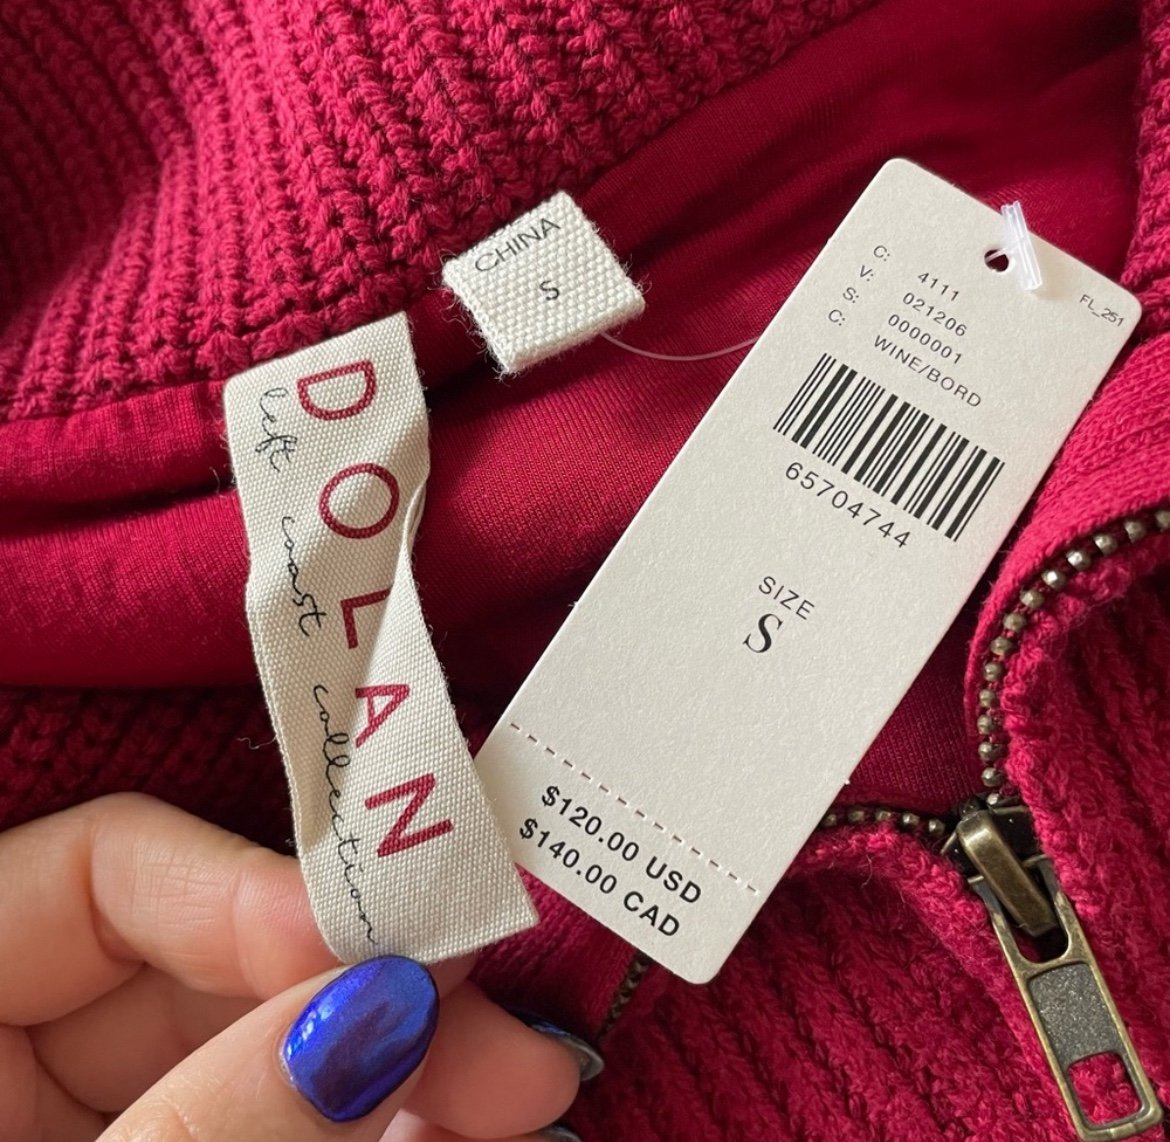 CHINA
S
DOLAN
left coast collection
FL_251
C: 4111
V: 021206
S: 0000001
C: WINE/BORD
65704744
SIZE
S
$120.00 USD
$140.00 CAD